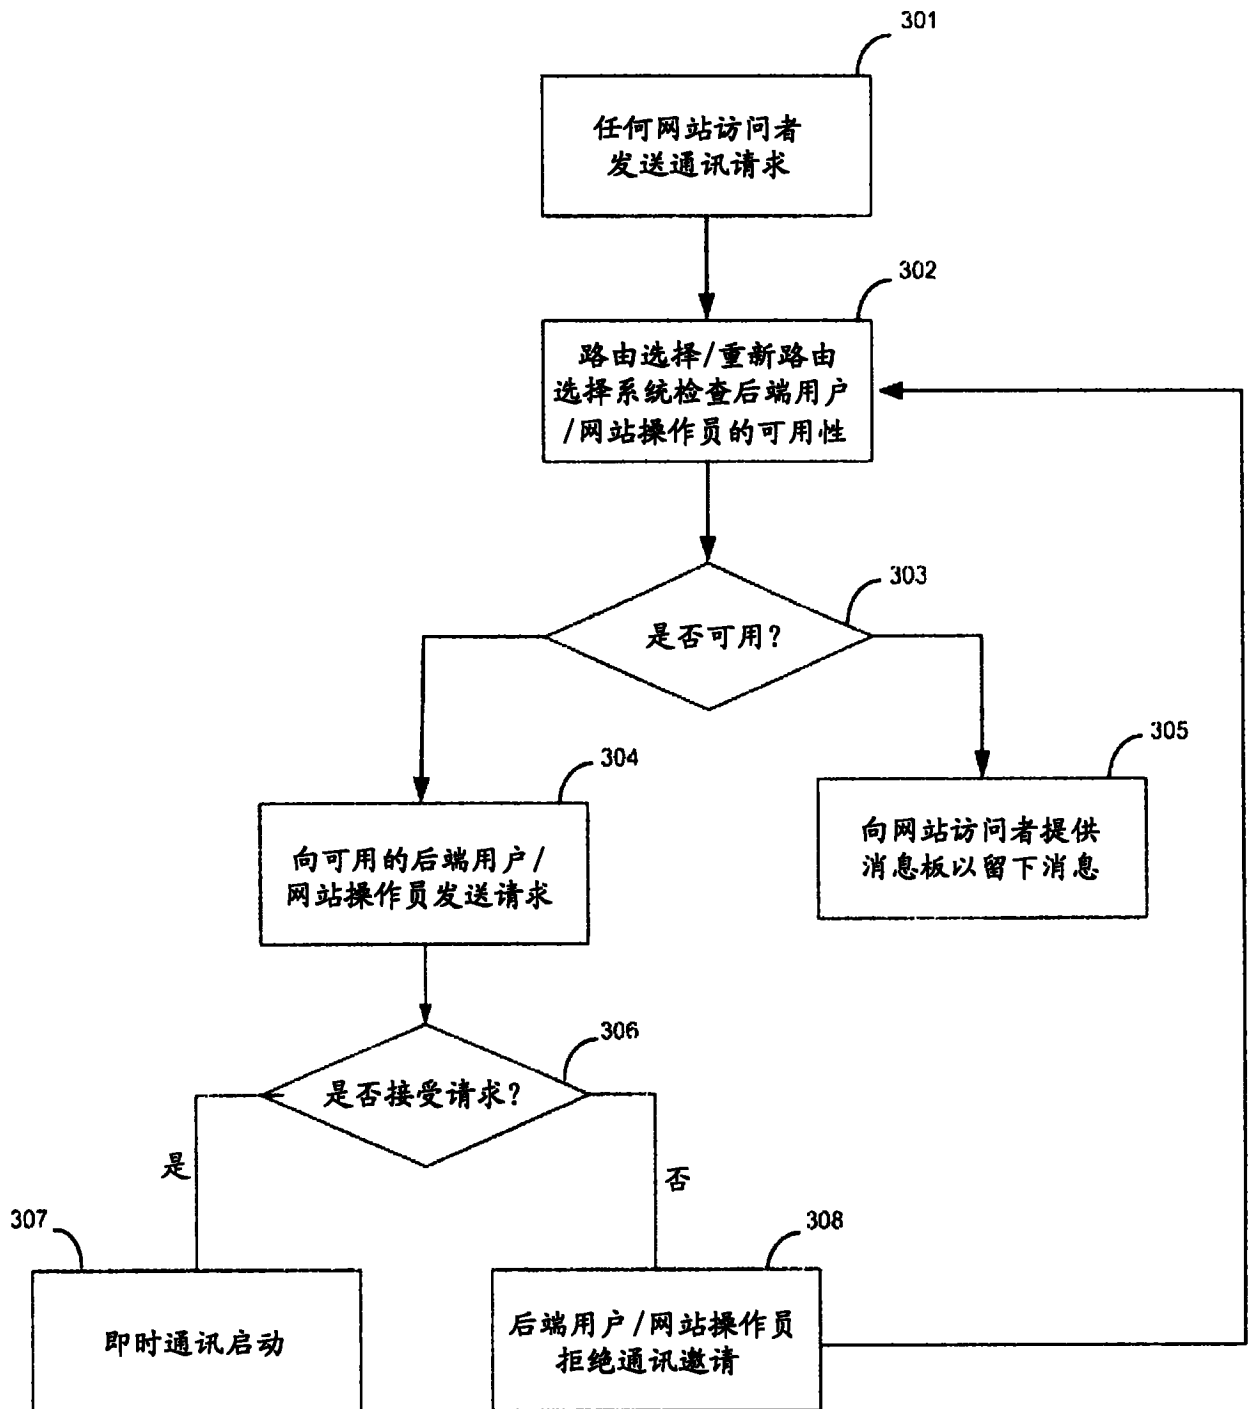 301
任何网站访问者
发送通讯请求
302
路由选择/重新路由
选择系统检查后端用户
/网站操作员的可用性
303
是否可用?
304
向可用的后端用户/
网站操作员发送请求
305
向网站访问者提供
消息板以留下消息
306
是否接受请求?
是
否
307
即时通讯启动
308
后端用户/网站操作员
拒绝通讯邀请